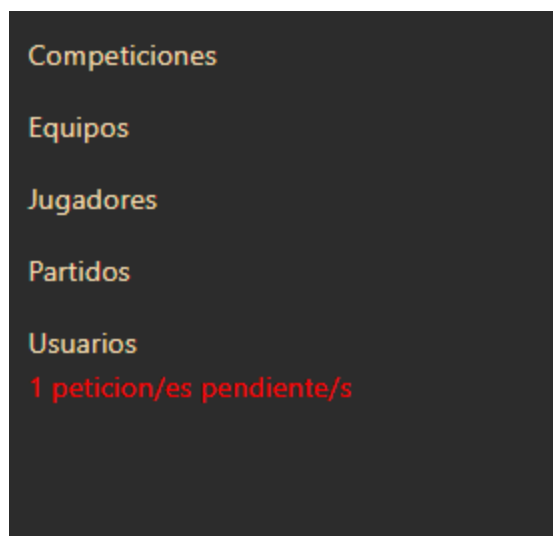 Competiciones
Equipos
Jugadores
Partidos
Usuarios
1 peticion/es pendiente/s